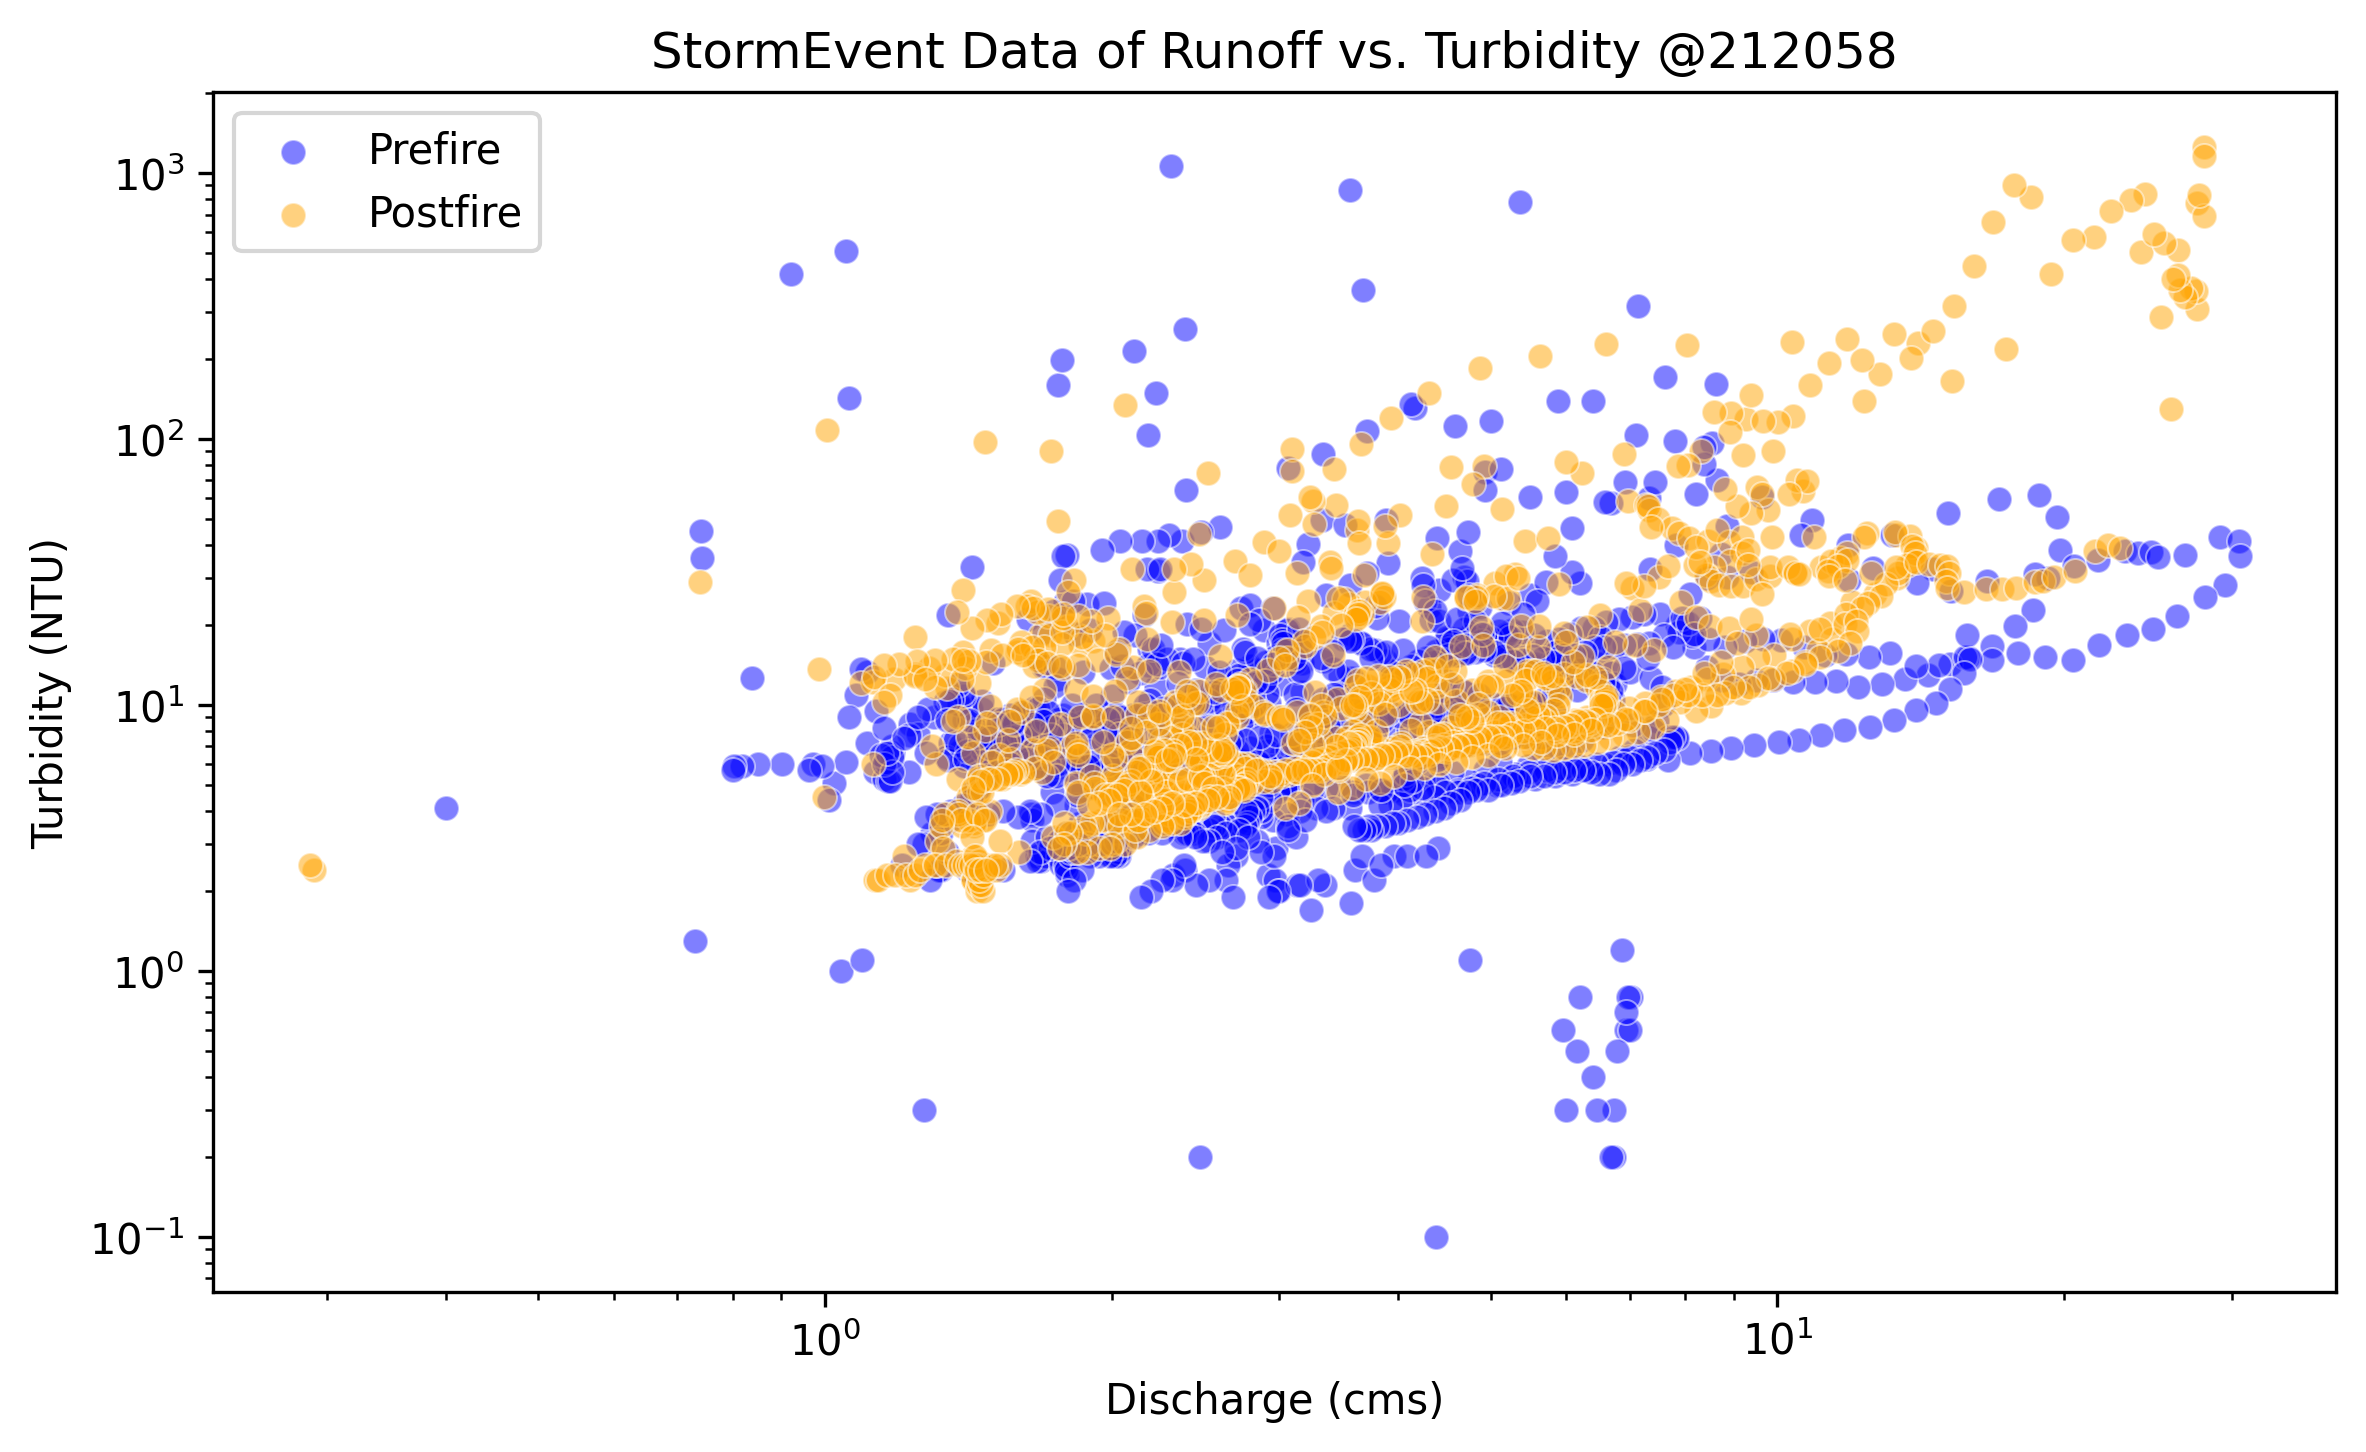 StormEvent Data of Runoff vs. Turbidity @212058
Prefire
Postfire
Turbidity (NTU)
10³
10²
10¹
10⁰
10⁻¹
10⁰
10¹
Discharge (cms)